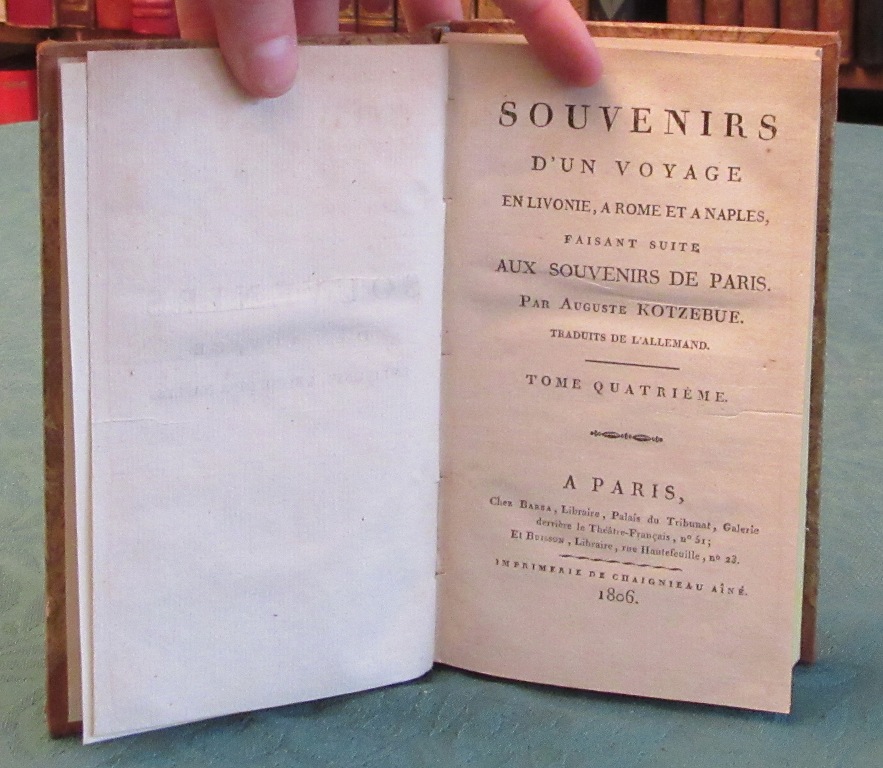 SOUVENIRS
D'UN VOYAGE
EN LIVONIE, A ROME ET A NAPLES,
FAISANT SUITE
AUX SOUVENIRS DE PARIS.
PAR AUGUSTE KOTZEBUE.
TRADUITS DE L'ALLEMAND.
TOME QUATRIÈME.
A PARIS,
Chez BARBA, Libraire, Palais du Tribunat, Galerie
derrière le Théâtre-Français, n° 51;
Et BUISSON, Libraire, rue Hautefeuille, n° 23.
IMPRIMERIE DE CHAIGNIEAU AÎNÉ.
1806.